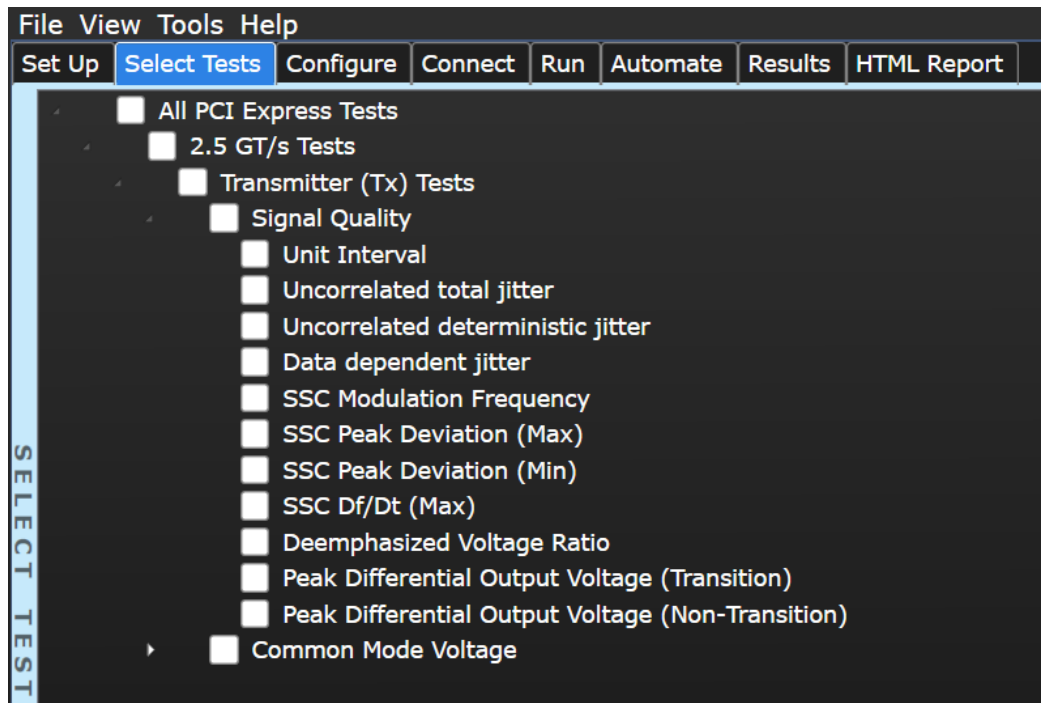 File View Tools Help
Set Up Select Tests Configure Connect Run Automate Results HTML Report
All PCI Express Tests
2.5 GT/s Tests
Transmitter (Tx) Tests
Signal Quality
Unit Interval
Uncorrelated total jitter
Uncorrelated deterministic jitter
Data dependent jitter
SSC Modulation Frequency
SSC Peak Deviation (Max)
SSC Peak Deviation (Min)
SSC Df/Dt (Max)
Deemphasized Voltage Ratio
Peak Differential Output Voltage (Transition)
Peak Differential Output Voltage (Non-Transition)
Common Mode Voltage
SELECT TEST